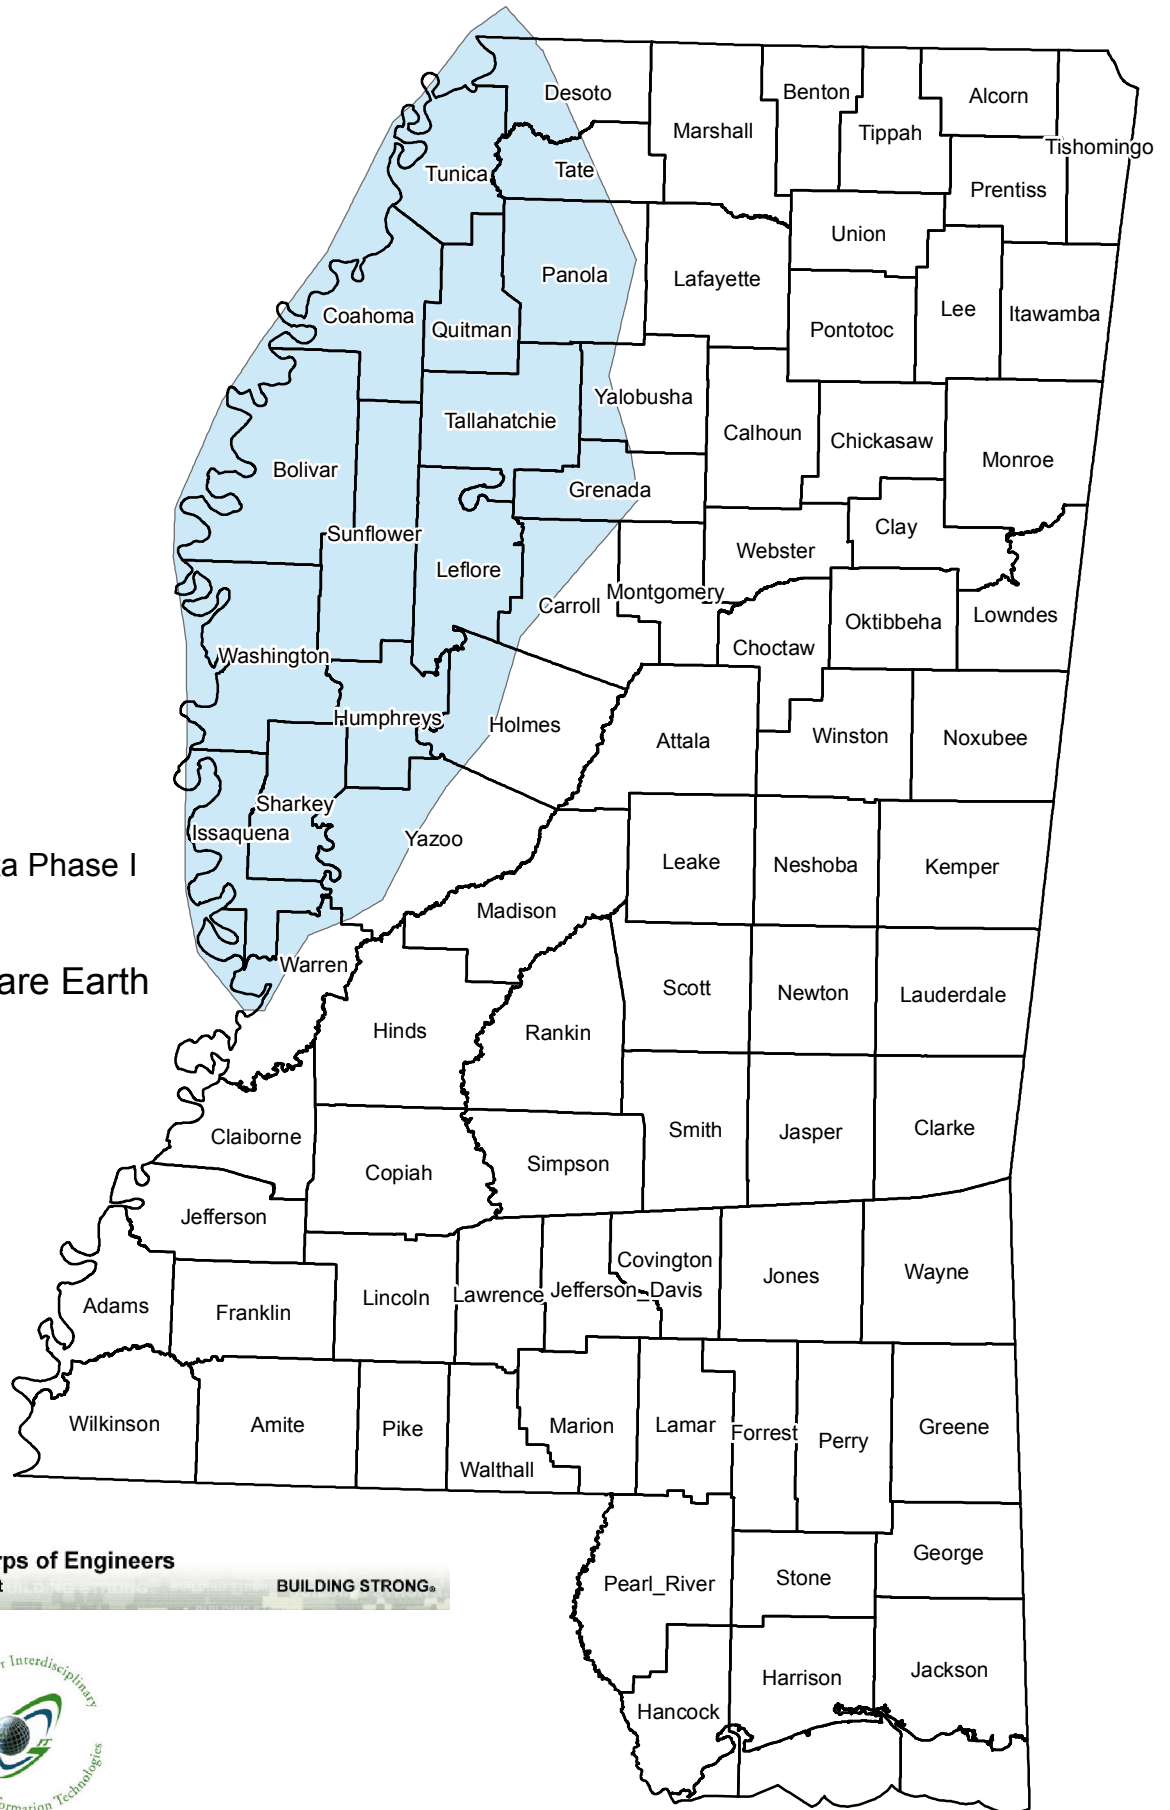 Desoto
Marshall
Benton
Tippah
Alcorn
Tishomingo
Tunica
Tate
Prentiss
Union
Panola
Lafayette
Coahoma
Quitman
Pontotoc
Lee
Itawamba
Yalobusha
Tallahatchie
Calhoun
Chickasaw
Monroe
Bolivar
Grenada
Sunflower
Clay
Webster
Leflore
Carroll
Montgomery
Lowndes
Oktibbeha
Choctaw
Washington
Humphreys
Holmes
Attala
Winston
Noxubee
Sharkey
Issaquena
Yazoo
Leake
Neshoba
Kemper
a Phase I
Madison
Warren
are Earth
Scott
Newton
Lauderdale
Hinds
Rankin
Claiborne
Smith
Jasper
Clarke
Copiah
Simpson
Jefferson
Covington
Jones
Wayne
Adams
Franklin
Lincoln
Lawrence
Jefferson_Davis
Wilkinson
Amite
Pike
Walthall
Marion
Lamar
Forrest
Perry
Greene
rps of Engineers
t
BUILDING STRONG®
George
Pearl_River
Stone
Harrison
Jackson
Hancock
r Interdisciplinary
formation Technologies